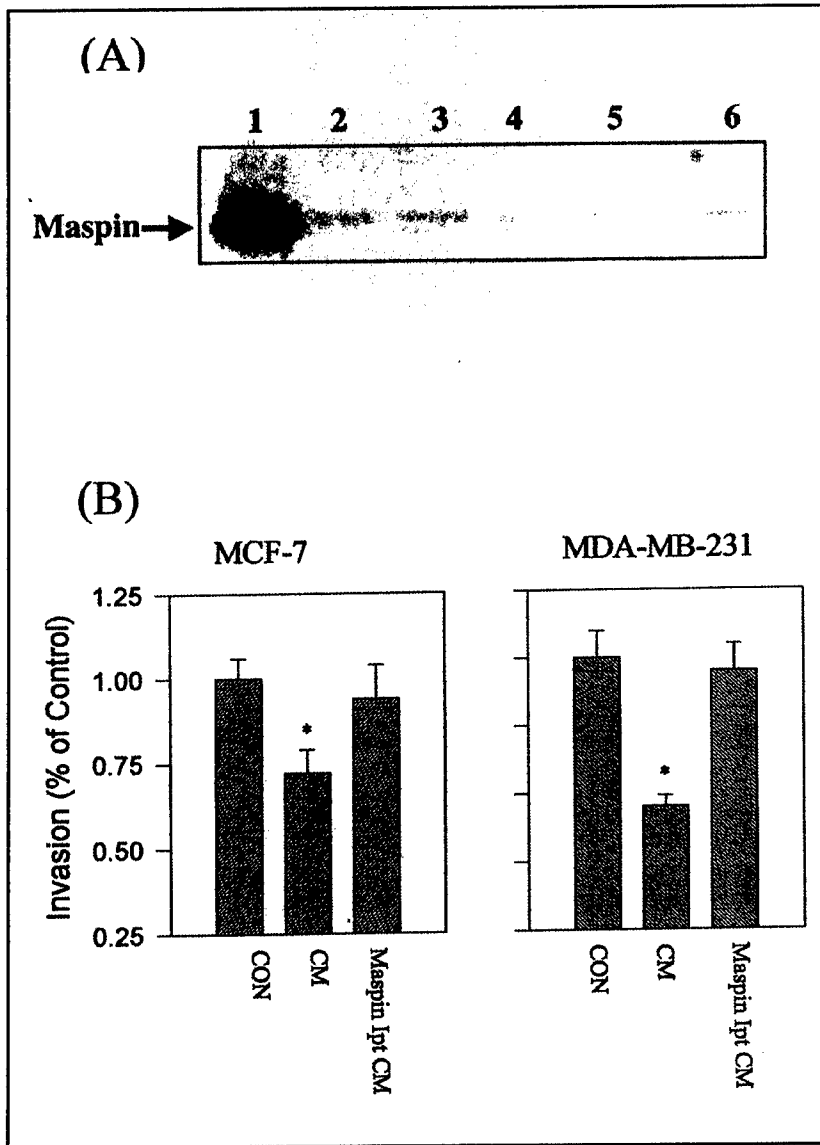 (A)
1 2 3 4 5 6
Maspin
(B)
MCF-7
MDA-MB-231
Invasion (% of Control)
1.25
1.00
0.75
0.50
0.25
*
*
CON
CM
Maspin Ipt CM
CON
CM
Maspin Ipt CM